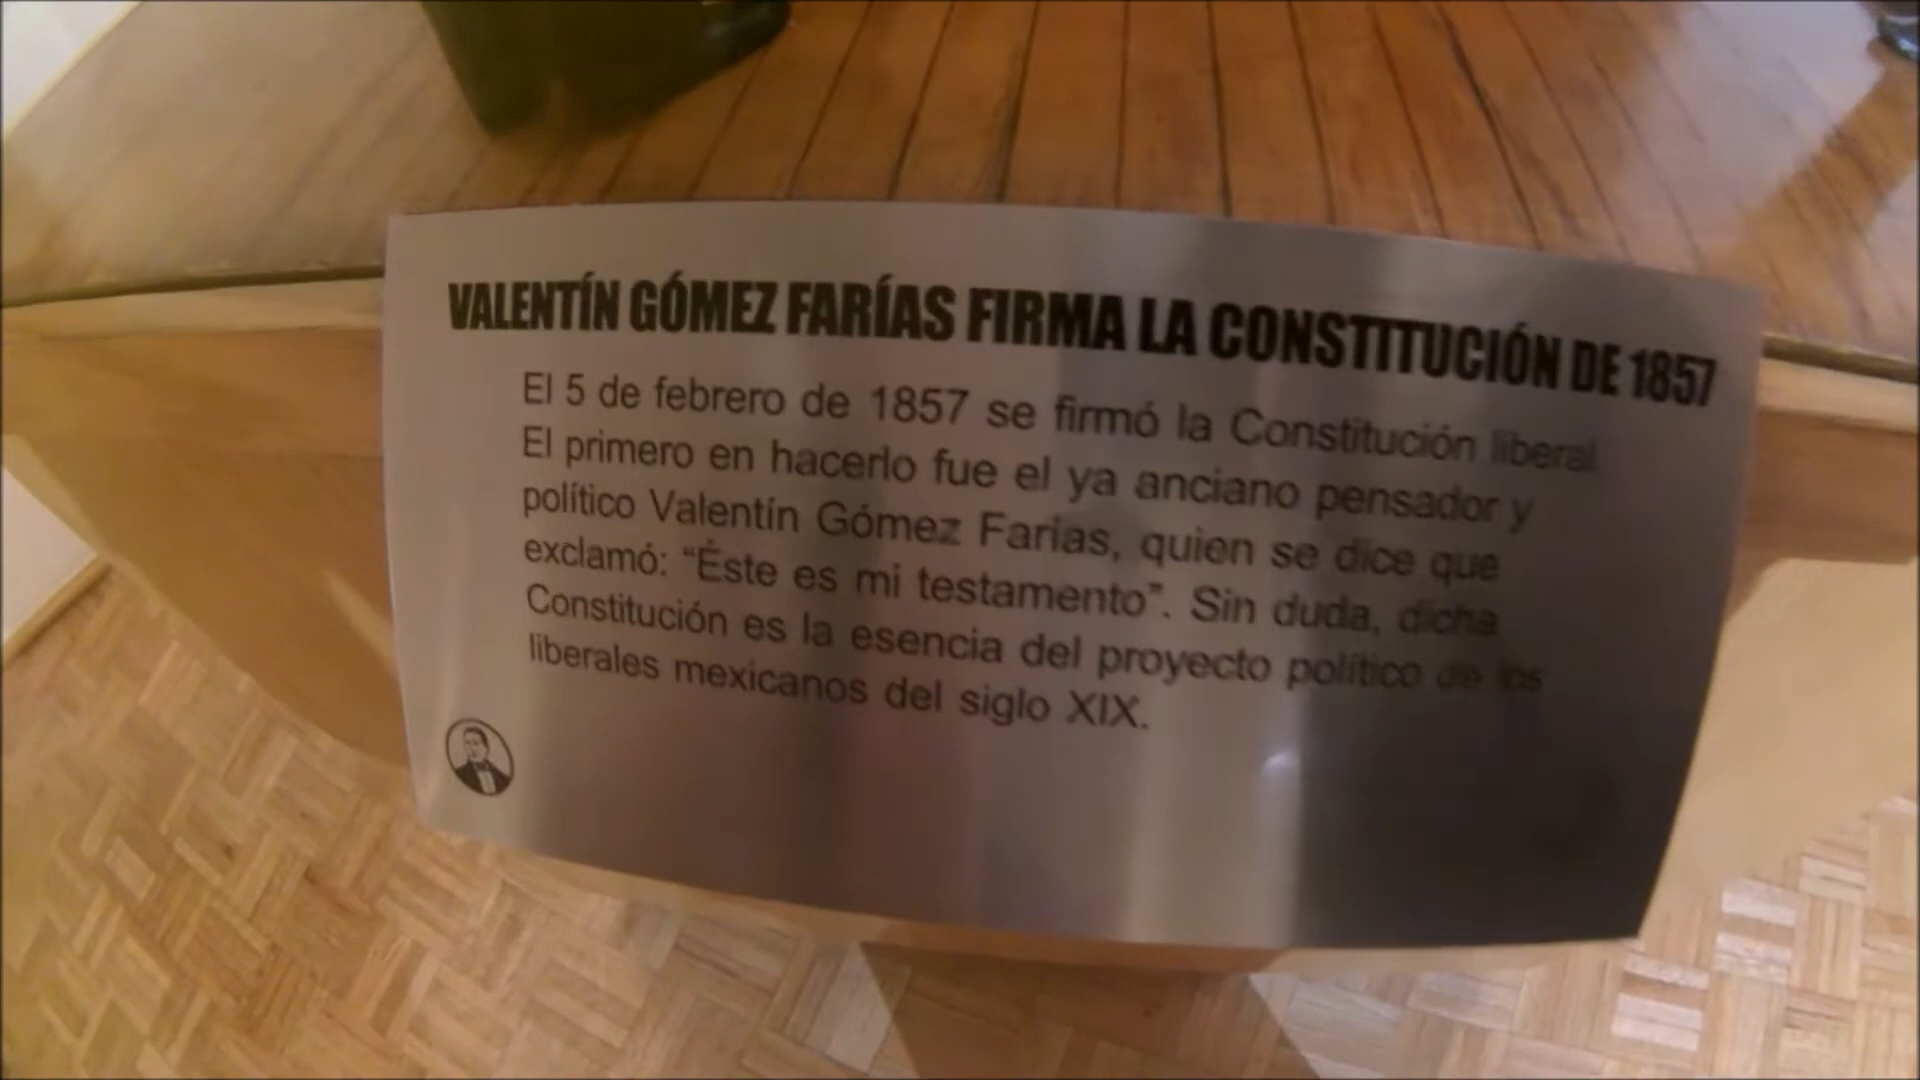 VALENTÍN GÓMEZ FARÍAS FIRMA LA CONSTITUCIÓN DE 1857
El 5 de febrero de 1857 se firmó la Constitución liberal.
El primero en hacerlo fue el ya anciano pensador y
político Valentín Gómez Farías, quien se dice que
exclamó: “Éste es mi testamento”. Sin duda, dicha
Constitución es la esencia del proyecto político de los
liberales mexicanos del siglo XIX.